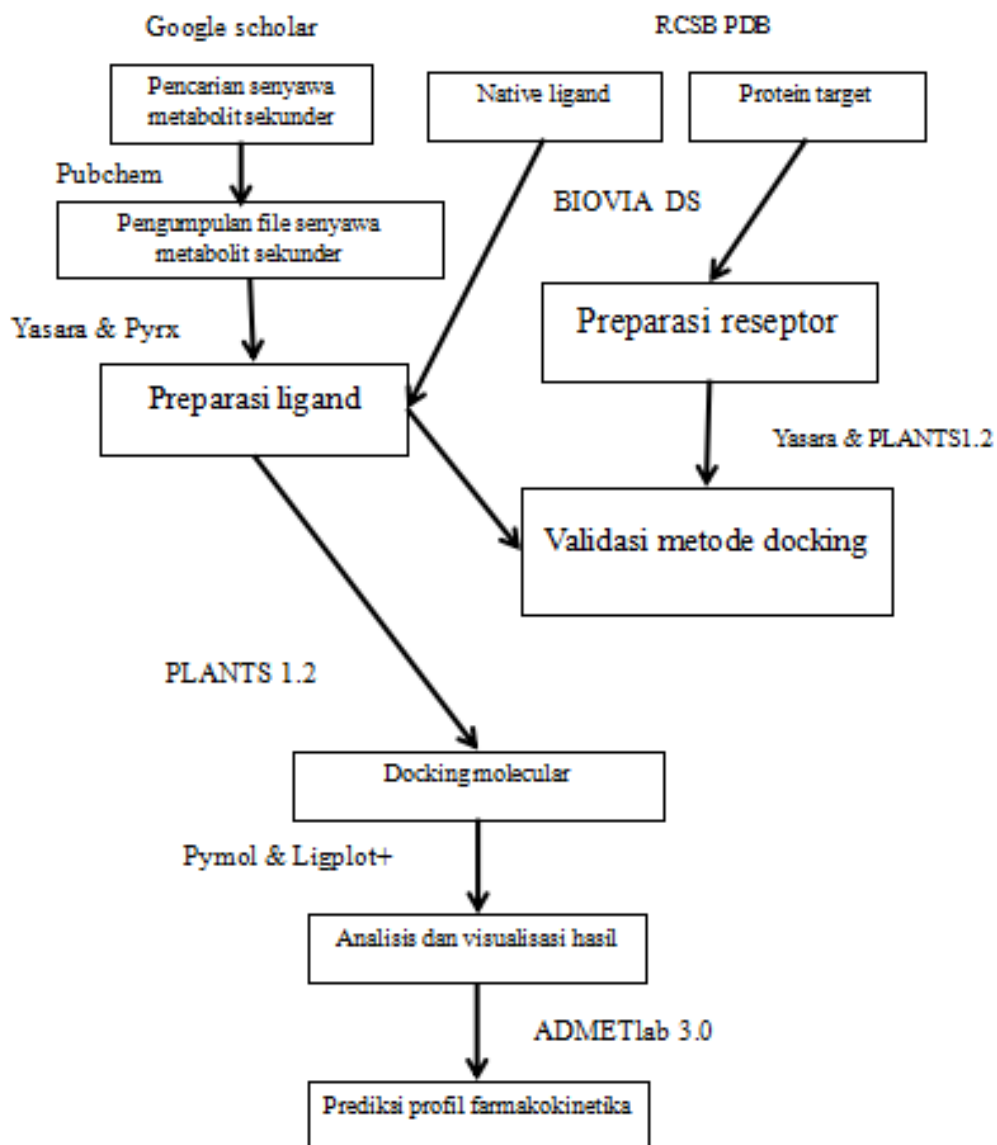 Google scholar
RCSB PDB
Pencarian senyawa
metabolit sekunder
Native ligand
Protein target
Pubchem
BIOVIA DS
Pengumpulan file senyawa
metabolit sekunder
Yasara & Pyrx
Preparasi reseptor
Preparasi ligand
Yasara & PLANTS1.2
Validasi metode docking
PLANTS 1.2
Docking molecular
Pymol & Ligplot+
Analisis dan visualisasi hasil
ADMETlab 3.0
Prediksi profil farmakokinetika